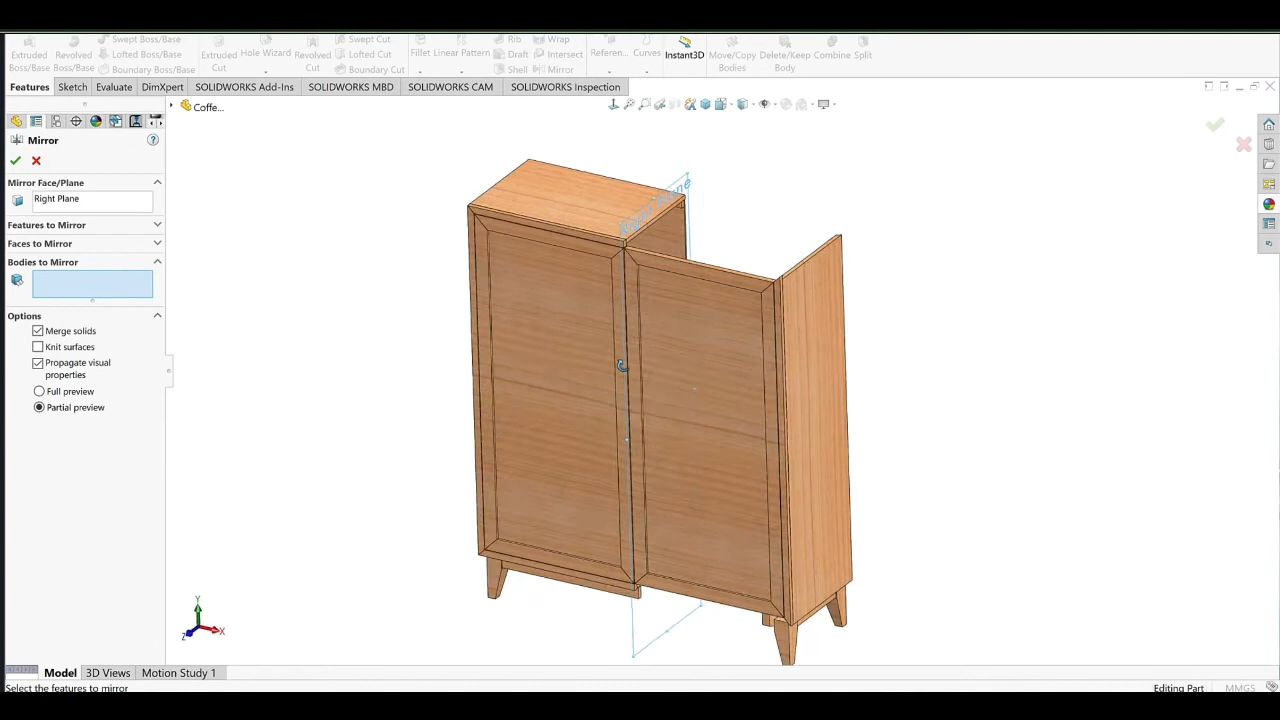 Extruded Boss/Base
Revolved Boss/Base
Swept Boss/Base
Lofted Boss/Base
Boundary Boss/Base
Extruded Cut
Hole Wizard
Revolved Cut
Swept Cut
Lofted Cut
Boundary Cut
Fillet
Linear Pattern
Rib
Draft
Shell
Wrap
Intersect
Mirror
Referen...
Curves
Instant3D
Move/Copy Bodies
Delete/Keep Body
Combine
Split
Features
Sketch
Evaluate
DimXpert
SOLIDWORKS Add-Ins
SOLIDWORKS MBD
SOLIDWORKS CAM
SOLIDWORKS Inspection
Coffe...
Mirror
Mirror Face/Plane
Right Plane
Features to Mirror
Faces to Mirror
Bodies to Mirror
Options
Merge solids
Knit surfaces
Propagate visual
properties
Full preview
Partial preview
Right Plane
Y
X
Z
Model
3D Views
Motion Study 1
Select the features to mirror
Editing Part
MMGS